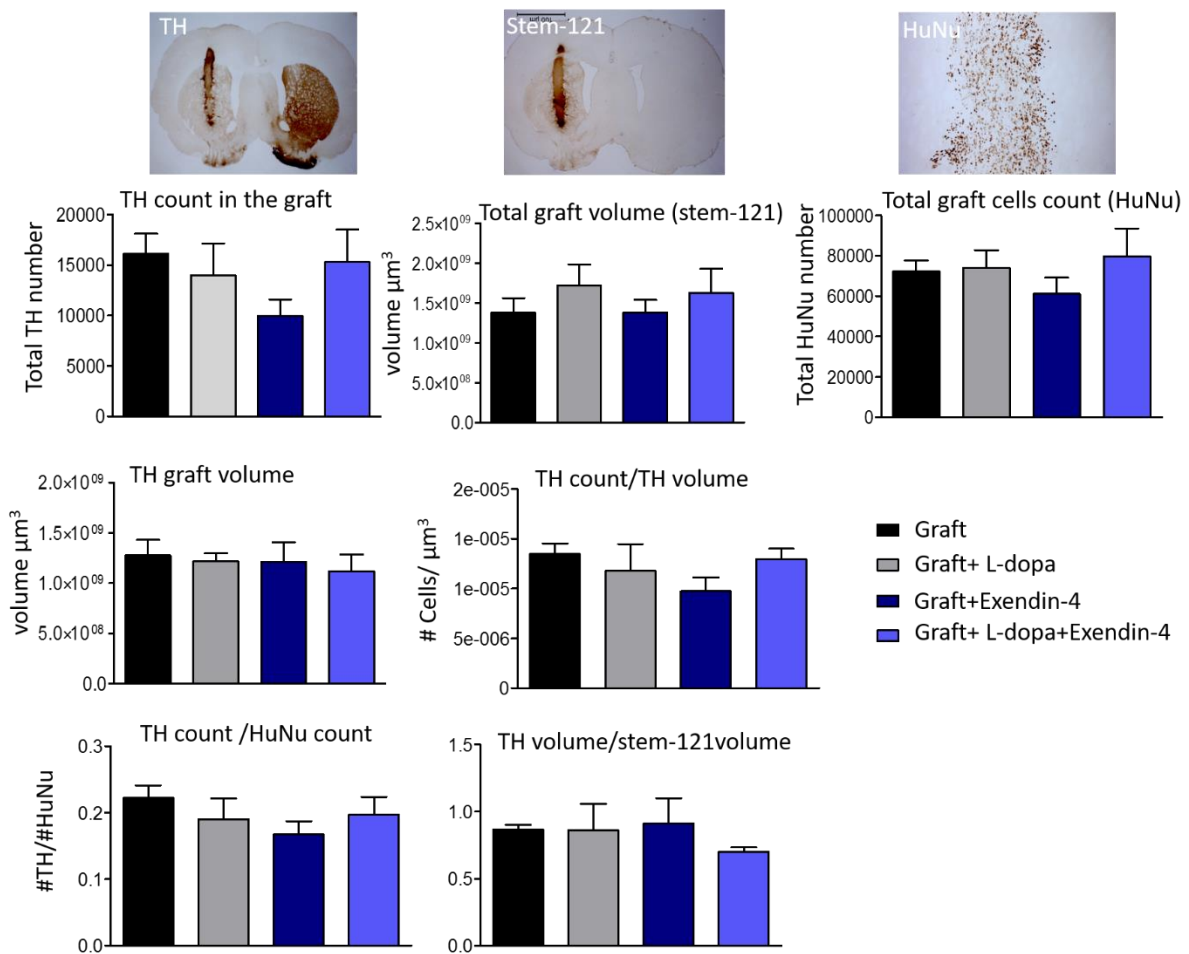 TH
Stem-121
100 µm
HuNu
TH count in the graft
Total TH number
20000
15000
10000
5000
0
Total graft volume (stem-121)
volume µm³
2.5×10⁰⁹
2.0×10⁰⁹
1.5×10⁰⁹
1.0×10⁰⁹
5.0×10⁰⁸
0.0
Total graft cells count (HuNu)
Total HuNu number
100000
80000
60000
40000
20000
0
TH graft volume
volume µm³
2.0×10⁰⁹
1.5×10⁰⁹
1.0×10⁰⁹
5.0×10⁰⁸
0.0
TH count/TH volume
# Cells/ µm³
2e-005
1e-005
1e-005
5e-006
0
Graft
Graft+ L-dopa
Graft+Exendin-4
Graft+ L-dopa+Exendin-4
TH count /HuNu count
#TH/#HuNu
0.3
0.2
0.1
0.0
TH volume/stem-121volume
1.5
1.0
0.5
0.0